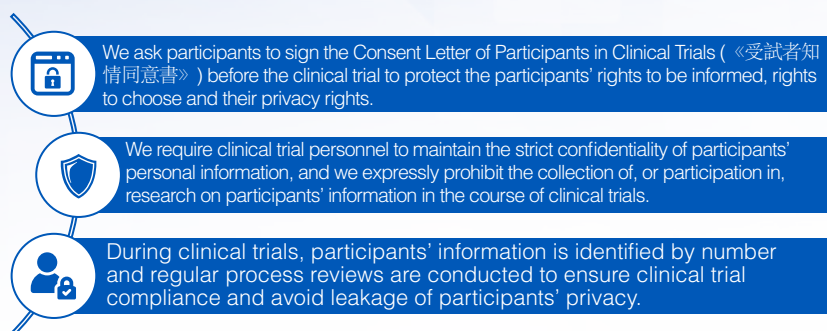 We ask participants to sign the Consent Letter of Participants in Clinical Trials (《受試者知
情同意書》) before the clinical trial to protect the participants' rights to be informed, rights
to choose and their privacy rights.
We require clinical trial personnel to maintain the strict confidentiality of participants'
personal information, and we expressly prohibit the collection of, or participation in,
research on participants' information in the course of clinical trials.
During clinical trials, participants' information is identified by number
and regular process reviews are conducted to ensure clinical trial
compliance and avoid leakage of participants' privacy.